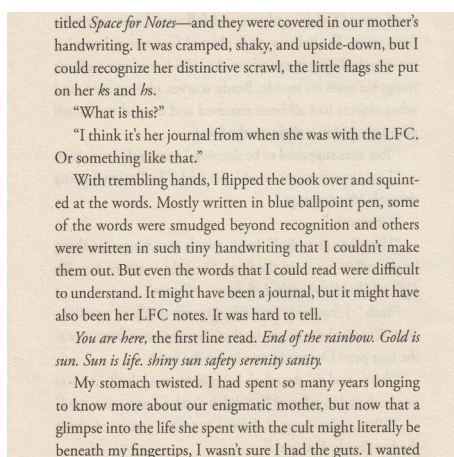 titled Space for Notes—and they were covered in our mother's
handwriting. It was cramped, shaky, and upside-down, but I
could recognize her distinctive scrawl, the little flags she put
on her ks and hs.
"What is this?"
"I think it's her journal from when she was with the LFC.
Or something like that."
With trembling hands, I flipped the book over and squint-
ed at the words. Mostly written in blue ballpoint pen, some
of the words were smudged beyond recognition and others
were written in such tiny handwriting that I couldn't make
them out. But even the words that I could read were difficult
to understand. It might have been a journal, but it might have
also been her LFC notes. It was hard to tell.
You are here, the first line read. End of the rainbow. Gold is
sun. Sun is life. shiny sun safety serenity sanity.
My stomach twisted. I had spent so many years longing
to know more about our enigmatic mother, but now that a
glimpse into the life she spent with the cult might literally be
beneath my fingertips, I wasn't sure I had the guts. I wanted